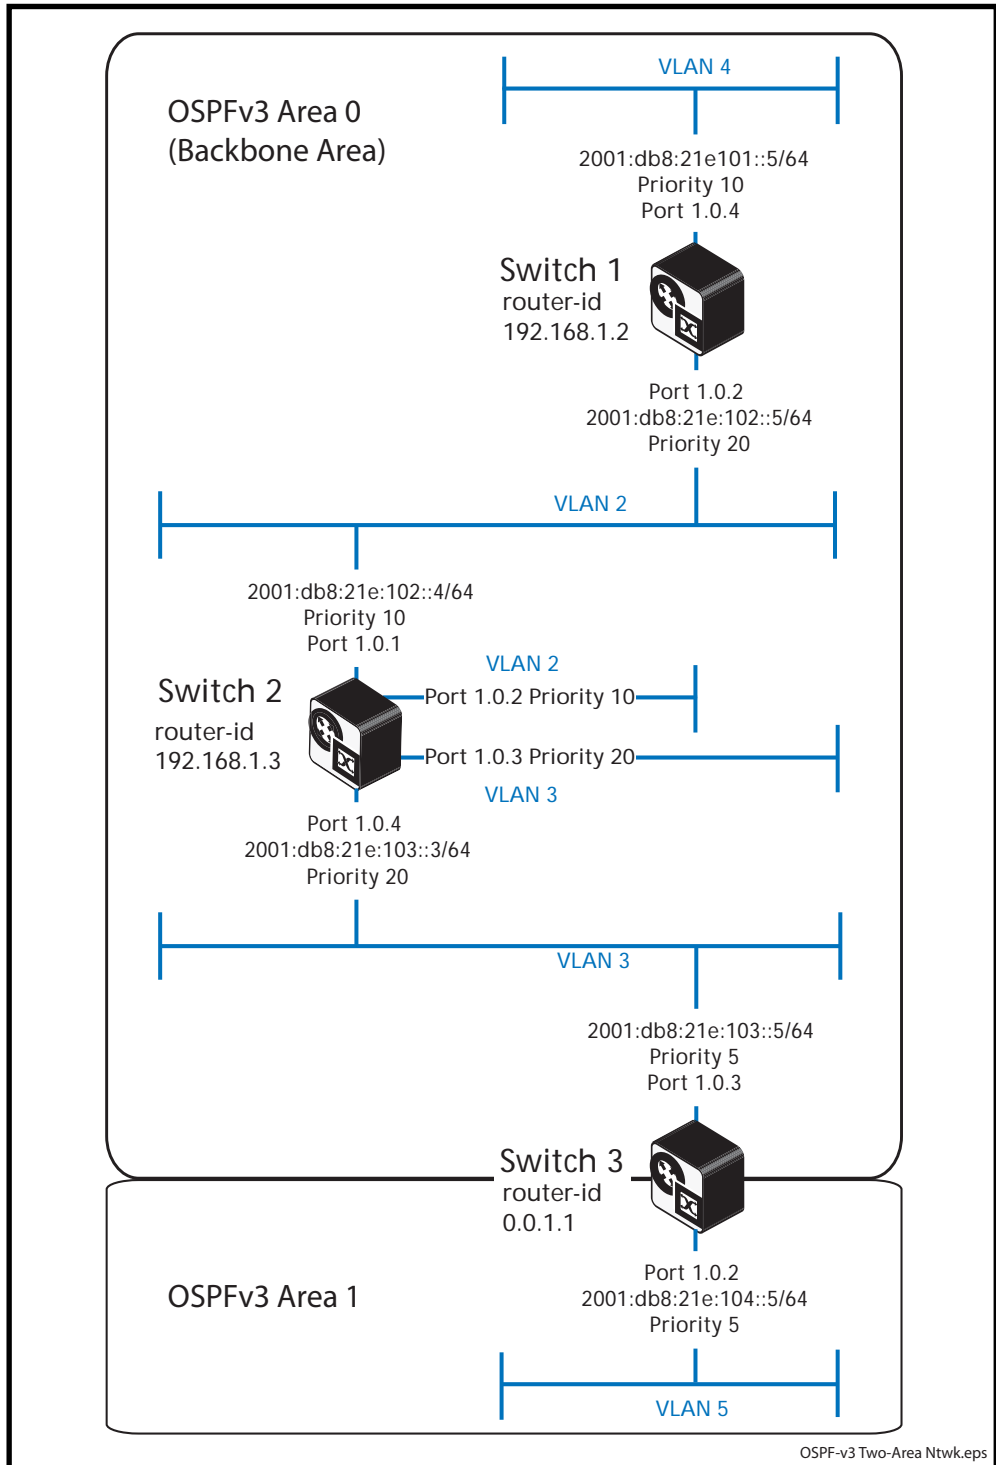 OSPFv3 Area 0
(Backbone Area)
VLAN 4
2001:db8:21e101::5/64
Priority 10
Port 1.0.4
Switch 1
router-id
192.168.1.2
Port 1.0.2
2001:db8:21e:102::5/64
Priority 20
VLAN 2
2001:db8:21e:102::4/64
Priority 10
Port 1.0.1
VLAN 2
Switch 2
router-id
192.168.1.3
Port 1.0.2 Priority 10
Port 1.0.3 Priority 20
VLAN 3
Port 1.0.4
2001:db8:21e:103::3/64
Priority 20
VLAN 3
2001:db8:21e:103::5/64
Priority 5
Port 1.0.3
Switch 3
router-id
0.0.1.1
OSPFv3 Area 1
Port 1.0.2
2001:db8:21e:104::5/64
Priority 5
VLAN 5
OSPF-v3 Two-Area Ntwk.eps